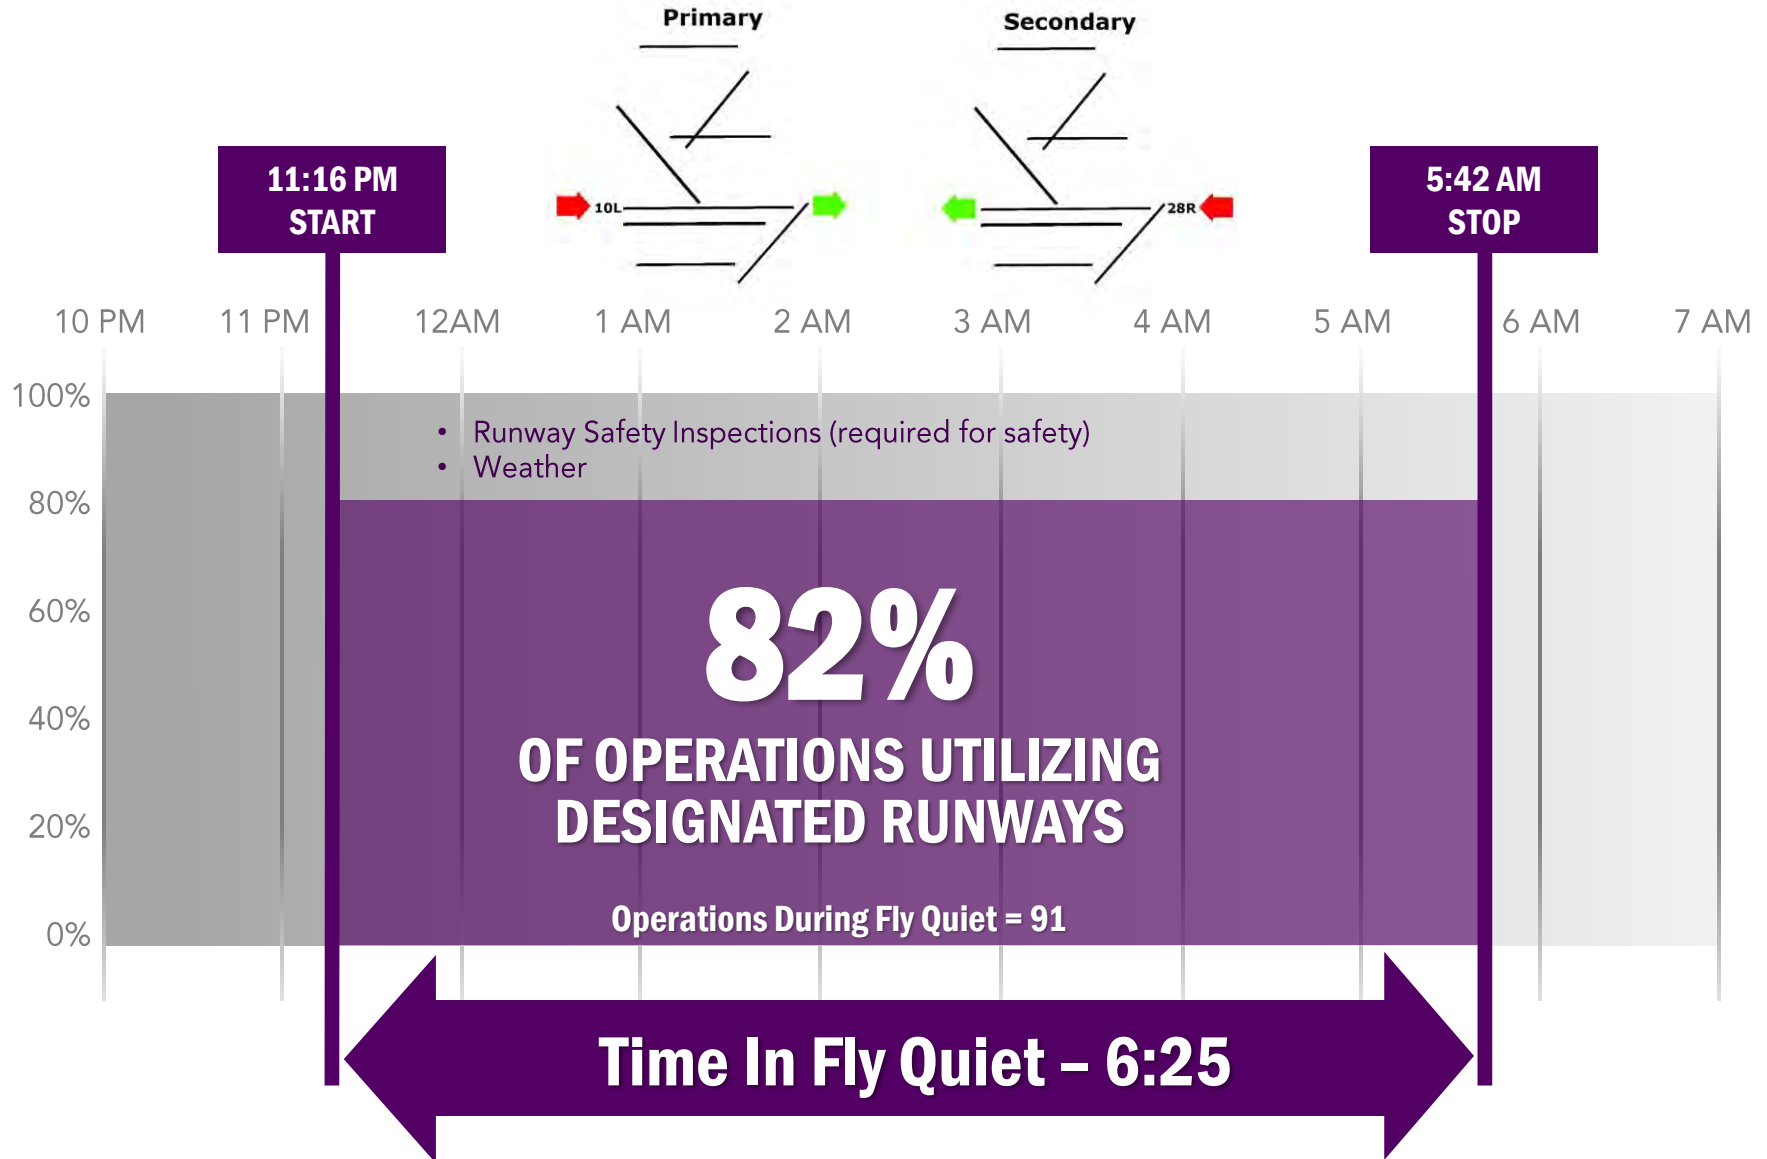 Primary
Secondary
11:16 PM
START
10L
28R
5:42 AM
STOP
10 PM
11 PM
12AM
1 AM
2 AM
3 AM
4 AM
5 AM
6 AM
7 AM
100%
• Runway Safety Inspections (required for safety)
• Weather
80%
60%
40%
20%
0%
82%
OF OPERATIONS UTILIZING
DESIGNATED RUNWAYS
Operations During Fly Quiet = 91
Time In Fly Quiet – 6:25